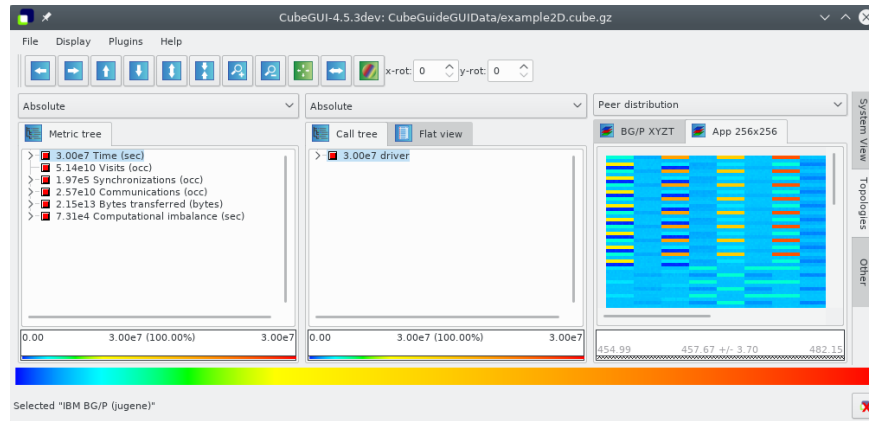 CubeGUI-4.5.3dev: CubeGuideGUIData/example2D.cube.gz
File Display Plugins Help
x-rot: 0 y-rot: 0
Absolute
Metric tree
3.00e7 Time (sec)
5.14e10 Visits (occ)
1.97e5 Synchronizations (occ)
2.57e10 Communications (occ)
2.15e13 Bytes transferred (bytes)
7.31e4 Computational imbalance (sec)
0.00 3.00e7 (100.00%) 3.00e7
Absolute
Call tree Flat view
3.00e7 driver
0.00 3.00e7 (100.00%) 3.00e7
Peer distribution
BG/P XYZT App 256x256
454.99 457.67 +/- 3.70 482.15
System View
Topologies
Other
Selected "IBM BG/P (jugene)"